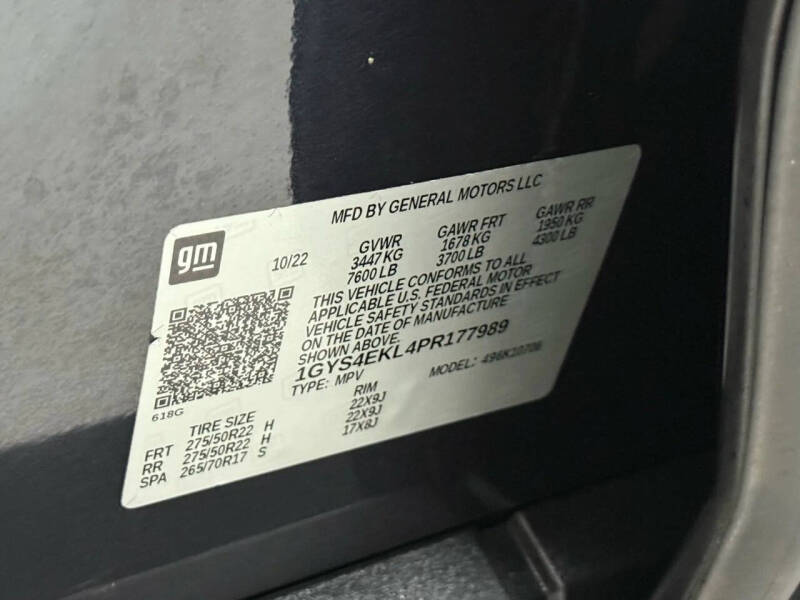 MFD BY GENERAL MOTORS LLC
gm
10/22
GVWR GAWR FRT GAWR RR
3447 KG 1678 KG 1950 KG
7600 LB 3700 LB 4300 LB
THIS VEHICLE CONFORMS TO ALL
APPLICABLE U.S. FEDERAL MOTOR
VEHICLE SAFETY STANDARDS IN EFFECT
ON THE DATE OF MANUFACTURE
SHOWN ABOVE.
1GYS4EKL4PR177989
TYPE: MPV MODEL: 496K10706
618G
TIRE SIZE RIM
FRT 275/50R22 H 22X9J
RR 275/50R22 H 22X9J
SPA 265/70R17 S 17X8J